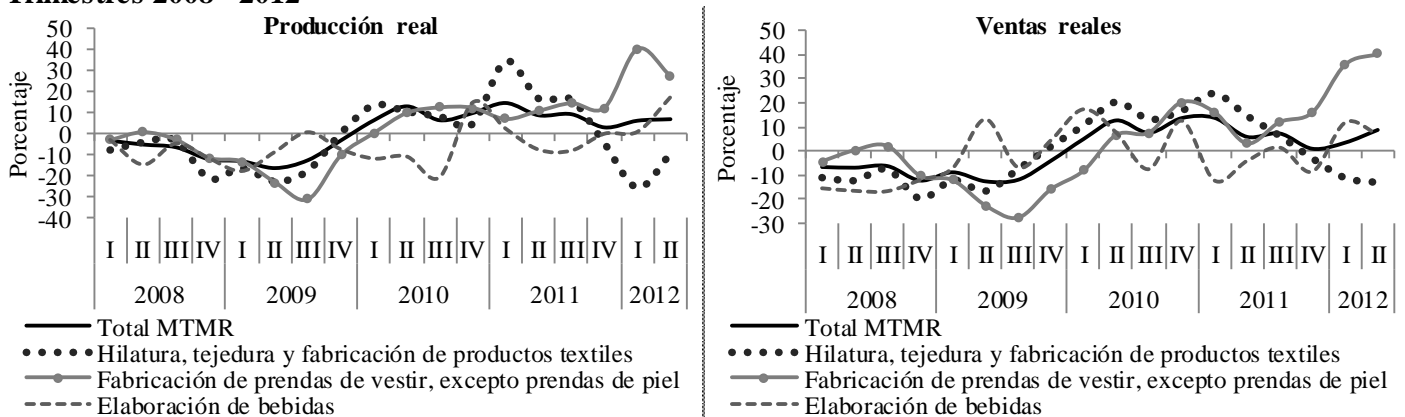 Trimestres 2008 - 2012
Producción real
Porcentaje
50
40
30
20
10
0
-10
-20
-30
-40
I II III IV I II III IV I II III IV I II III IV I II
2008 2009 2010 2011 2012
Total MTMR
Hilatura, tejedura y fabricación de productos textiles
Fabricación de prendas de vestir, excepto prendas de piel
Elaboración de bebidas
Ventas reales
Porcentaje
50
40
30
20
10
0
-10
-20
-30
I II III IV I II III IV I II III IV I II III IV I II
2008 2009 2010 2011 2012
Total MTMR
Hilatura, tejedura y fabricación de productos textiles
Fabricación de prendas de vestir, excepto prendas de piel
Elaboración de bebidas